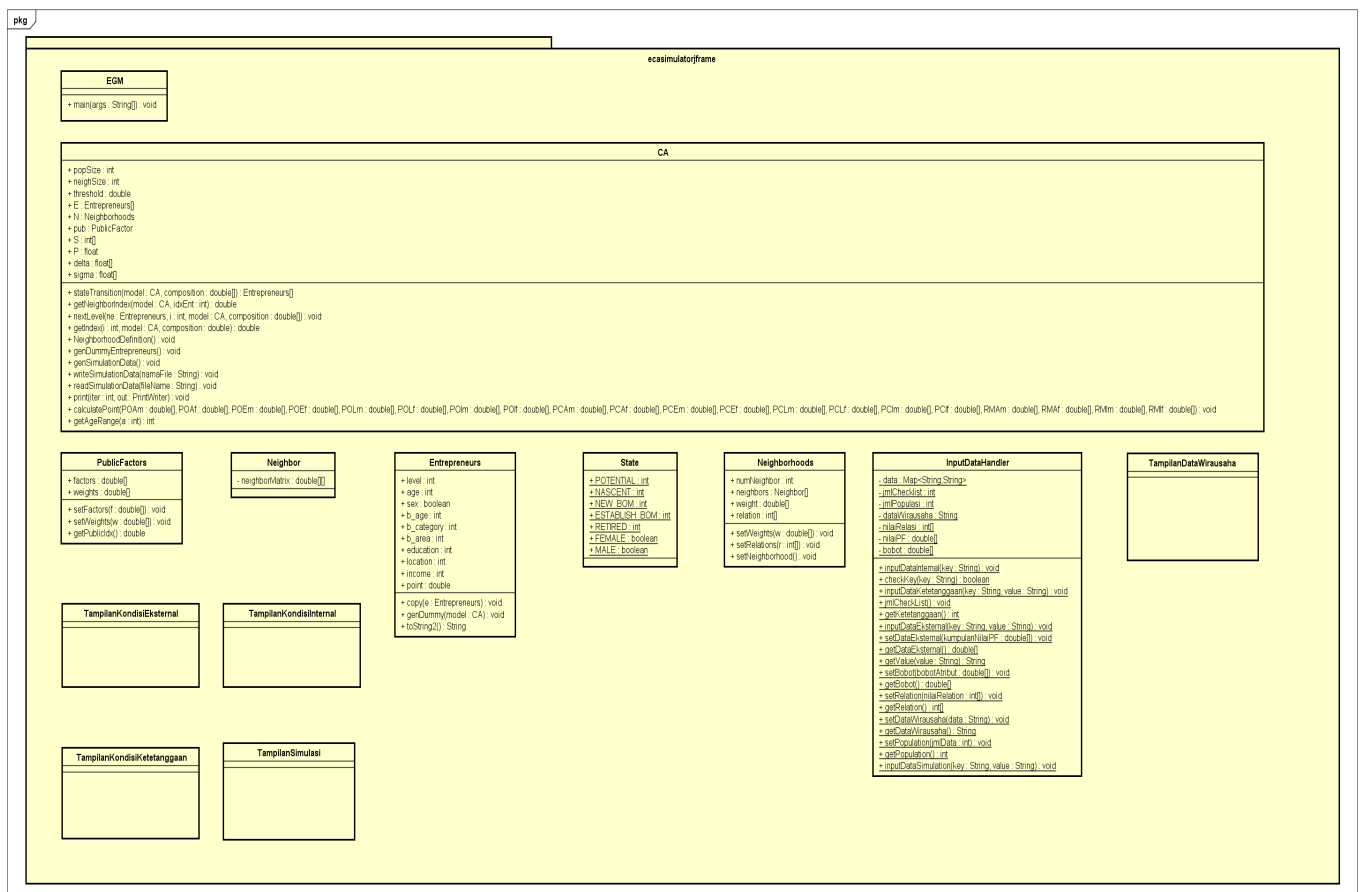 pkg
ecasimulatorjframe
EGM
+ main(args : String[]) : void
CA
+ popSize : int
+ neighSize : int
+ threshold : double
+ E : Entrepreneurs[]
+ N : Neighborhoods
+ pub : PublicFactor
+ S : int[]
+ P : float
+ delta : float[]
+ sigma : float[]
+ stateTransition(model : CA, composition : double[]) : Entrepreneurs[]
+ getNeighborIndex(model : CA, idxEnt : int) : double
+ nextLevel(ne : Entrepreneurs, i : int, model : CA, composition : double[]) : void
+ getIndex(i : int, model : CA, composition : double) : double
+ NeighborhoodDefinition() : void
+ genDummyEntrepreneurs() : void
+ genSimulationData() : void
+ writeSimulationData(namaFile : String) : void
+ readSimulationData(fileName : String) : void
+ print(iter : int, out : PrintWriter) : void
+ calculatePoint(POAm : double[], POAf : double[], POEm : double[], POEf : double[], POLm : double[], POLf : double[], POIm : double[], POIf : double[], PCAm : double[], PCAf : double[], PCEm : double[], PCEf : double[], PCLm : double[], PCLf : double[], PCIm : double[], PCIf : double[], RMAm : double[], RMAf : double[], RMIm : double[], RMIf : double[]) : void
+ getAgeRange(a : int) : int
PublicFactors
+ factors : double[]
+ weights : double[]
+ setFactors(f : double[]) : void
+ setWeights(w : double[]) : void
+ getPublicIdx() : double
Neighbor
- neighborMatrix : double[][]
Entrepreneurs
+ level : int
+ age : int
+ sex : boolean
+ b_age : int
+ b_category : int
+ b_area : int
+ education : int
+ location : int
+ income : int
+ point : double
+ copy(e : Entrepreneurs) : void
+ genDummy(model : CA) : void
+ toString2() : String
State
+ POTENTIAL : int
+ NASCENT : int
+ NEW_BOM : int
+ ESTABLISH_BOM : int
+ RETIRED : int
+ FEMALE : boolean
+ MALE : boolean
Neighborhoods
+ numNeighbor : int
+ neighbors : Neighbor[]
+ weight : double[]
+ relation : int[]
+ setWeights(w : double[]) : void
+ setRelations(r : int[]) : void
+ setNeighborhood() : void
InputDataHandler
- data : Map<String,String>
- jmlChecklist : int
- jmlPopulasi : int
- dataWirausaha : String
- nilaiRelasi : int[]
- nilaiPF : double[]
- bobot : double[]
+ inputDataInternal(key : String) : void
+ checkKey(key : String) : boolean
+ inputDataKetetanggaan(key : String, value : String) : void
+ jmlCheckList() : void
+ getKetetanggaan() : int
+ inputDataEksternal(key : String, value : String) : void
+ setDataEksternal(kumpulanNilaiPF : double[]) : void
+ getDataEksternal() : double[]
+ getValue(value : String) : String
+ setBobot(bobotAtribut : double[]) : void
+ getBobot() : double[]
+ setRelation(nilaiRelation : int[]) : void
+ getRelation() : int[]
+ setDataWirausaha(data : String) : void
+ getDataWirausaha() : String
+ setPopulation(jmlData : int) : void
+ getPopulation() : int
+ inputDataSimulation(key : String, value : String) : void
TampilanDataWirausaha
TampilanKondisiEksternal
TampilanKondisiInternal
TampilanKondisiKetetanggaan
TampilanSimulasi